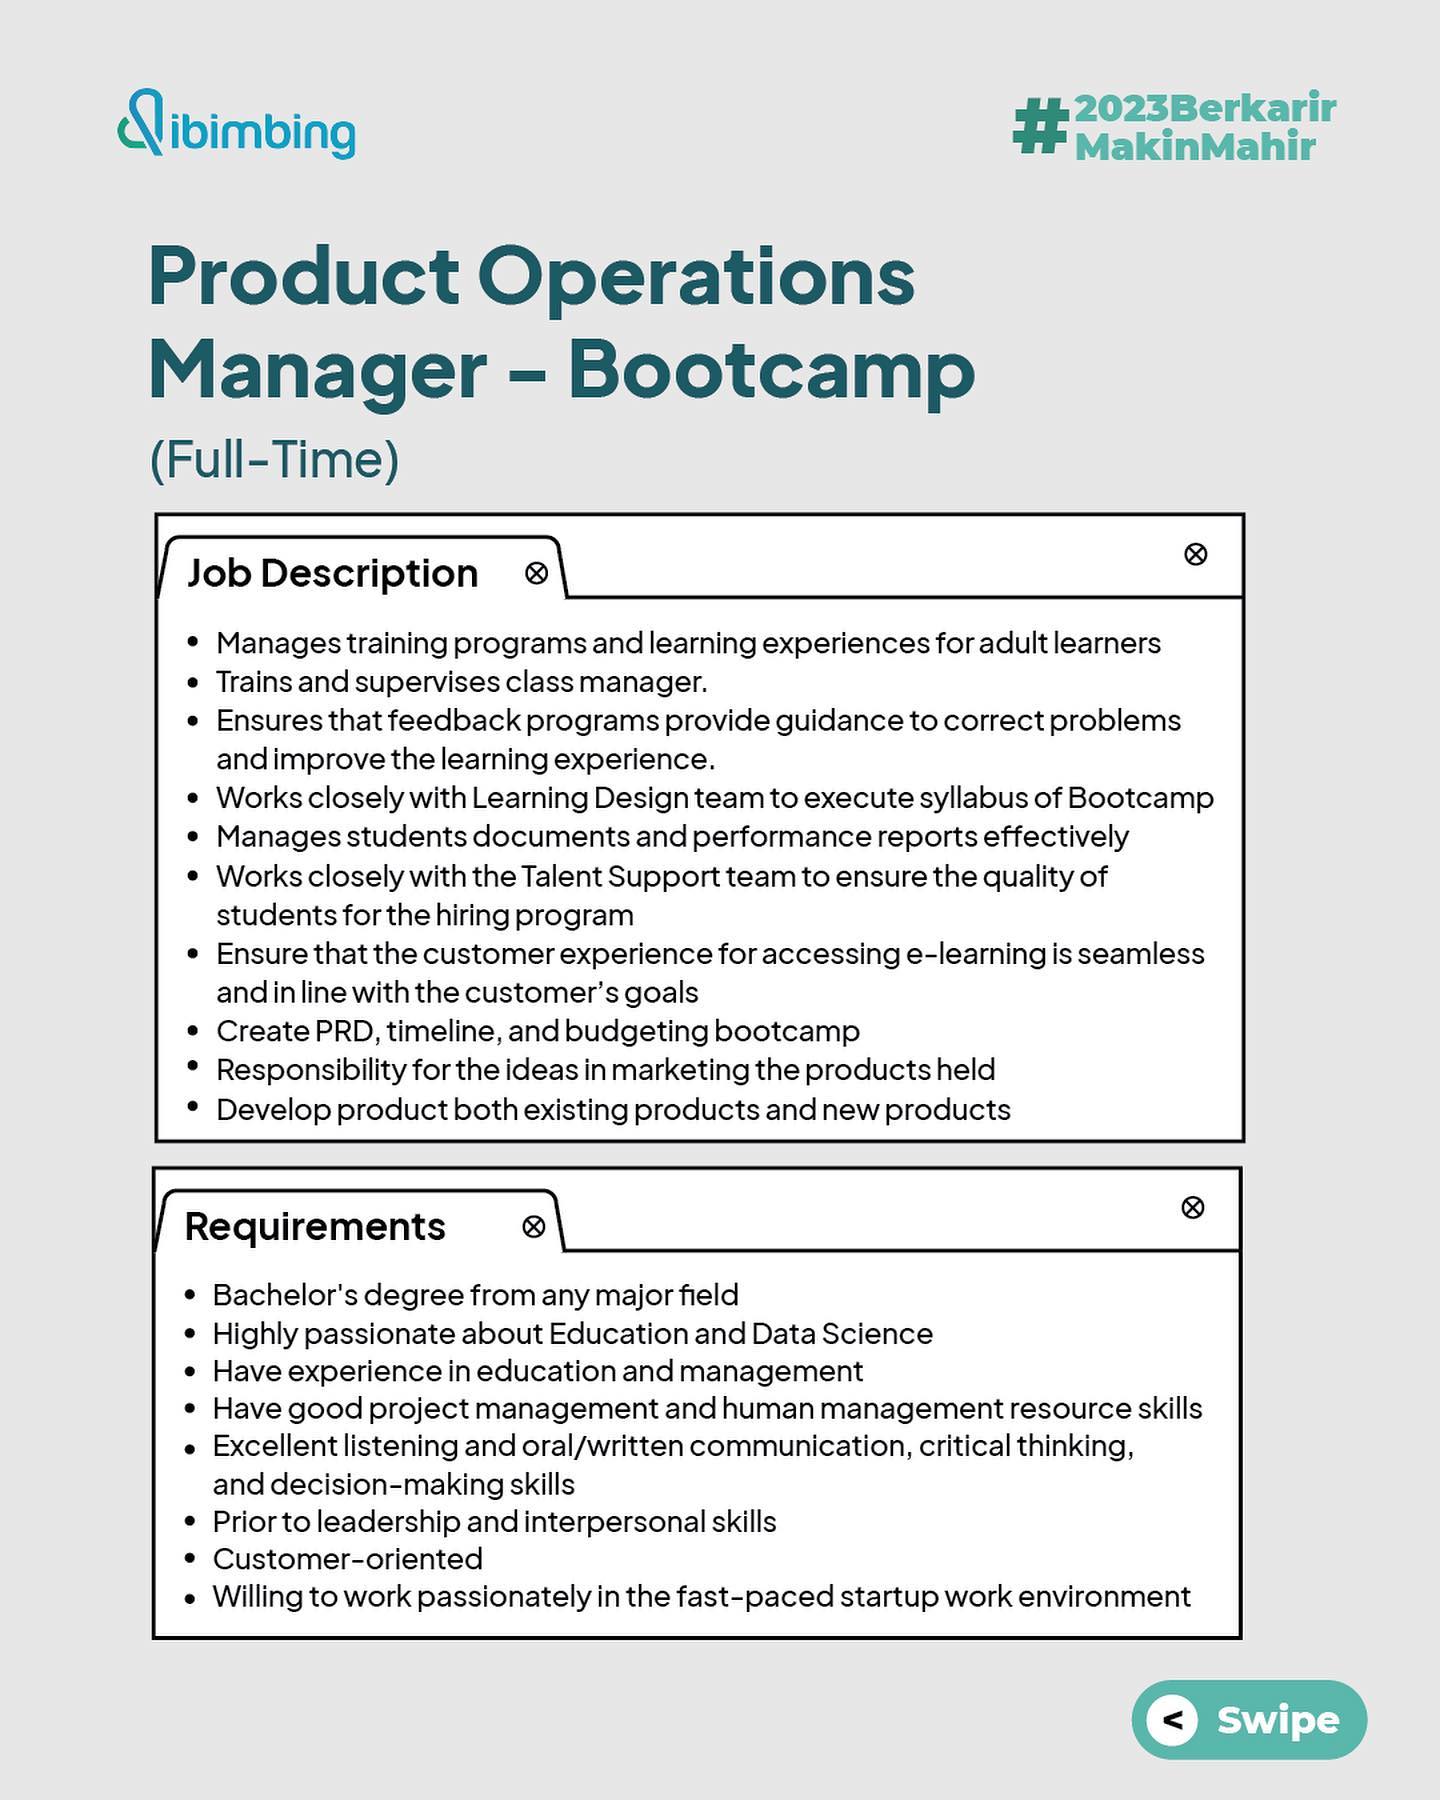 dibimbing
#2023Berkarir
MakinMahir
Product Operations
Manager - Bootcamp
(Full-Time)
Job Description
• Manages training programs and learning experiences for adult learners
• Trains and supervises class manager.
• Ensures that feedback programs provide guidance to correct problems
and improve the learning experience.
• Works closely with Learning Design team to execute syllabus of Bootcamp
• Manages students documents and performance reports effectively
• Works closely with the Talent Support team to ensure the quality of
students for the hiring program
• Ensure that the customer experience for accessing e-learning is seamless
and in line with the customer’s goals
• Create PRD, timeline, and budgeting bootcamp
• Responsibility for the ideas in marketing the products held
• Develop product both existing products and new products
Requirements
• Bachelor's degree from any major field
• Highly passionate about Education and Data Science
• Have experience in education and management
• Have good project management and human management resource skills
• Excellent listening and oral/written communication, critical thinking,
and decision-making skills
• Prior to leadership and interpersonal skills
• Customer-oriented
• Willing to work passionately in the fast-paced startup work environment
< Swipe